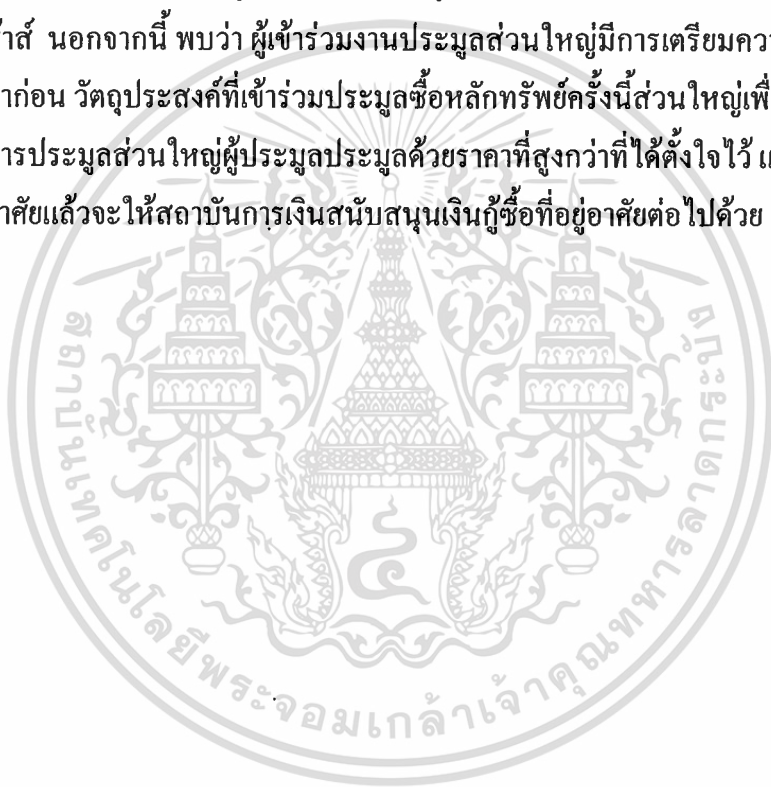 าส์ นอกจากนี้ พบว่า ผู้เข้าร่วมงานประมูลส่วนใหญ่มีการเตรียมควา
าก่อน วัตถุประสงค์ที่เข้าร่วมประมูลซื้อหลักทรัพย์ครั้งนี้ส่วนใหญ่เพื่
ารประมูลส่วนใหญ่ผู้ประมูลประมูลด้วยราคาที่สูงกว่าที่ได้ตั้งใจไว้
าศัยแล้วจะให้สถาบันการเงินสนับสนุนเงินกู้ซื้อที่อยู่อาศัยต่อไปด้วย
สถาบันเทคโนโลยีพระจอมเกล้าเจ้าคุณทหารลาดกระบัง